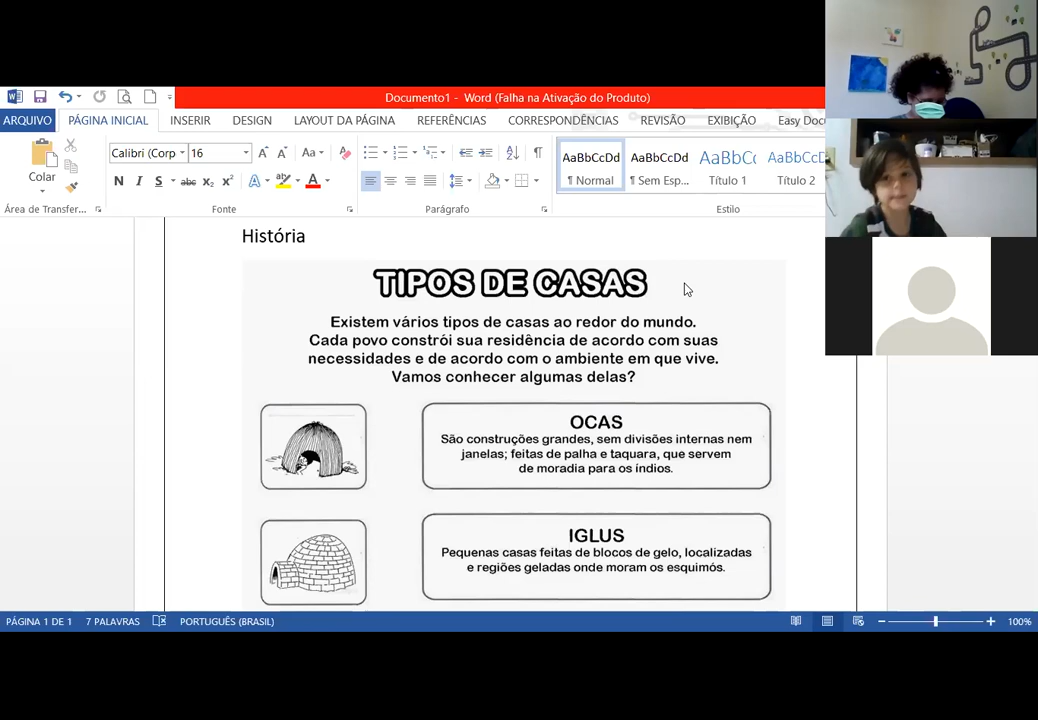 Documento1 - Word (Falha na Ativação do Produto)
ARQUIVO PÁGINA INICIAL INSERIR DESIGN LAYOUT DA PÁGINA REFERÊNCIAS CORRESPONDÊNCIAS REVISÃO EXIBIÇÃO Easy Docu
Colar
Calibri (Corp 16
Aa
N I S abc x₂ x² A A
AaBbCcDd AaBbCcDd AaBbCc AaBbCcD
¶ Normal ¶ Sem Esp... Título 1 Título 2
Área de Transfer... Fonte Parágrafo Estilo
História
TIPOS DE CASAS
Existem vários tipos de casas ao redor do mundo.
Cada povo constrói sua residência de acordo com suas
necessidades e de acordo com o ambiente em que vive.
Vamos conhecer algumas delas?
OCAS
São construções grandes, sem divisões internas nem
janelas; feitas de palha e taquara, que servem
de moradia para os índios.
IGLUS
Pequenas casas feitas de blocos de gelo, localizadas
e regiões geladas onde moram os esquimós.
PÁGINA 1 DE 1 7 PALAVRAS PORTUGUÊS (BRASIL) 100%